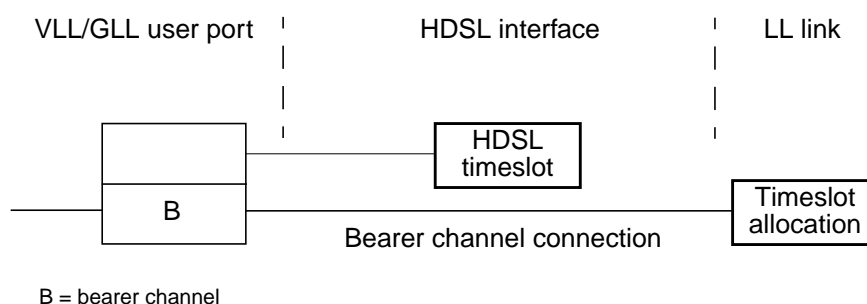 VLL/GLL user port
HDSL interface
LL link
HDSL
timeslot
B
Timeslot
allocation
Bearer channel connection
B = bearer channel